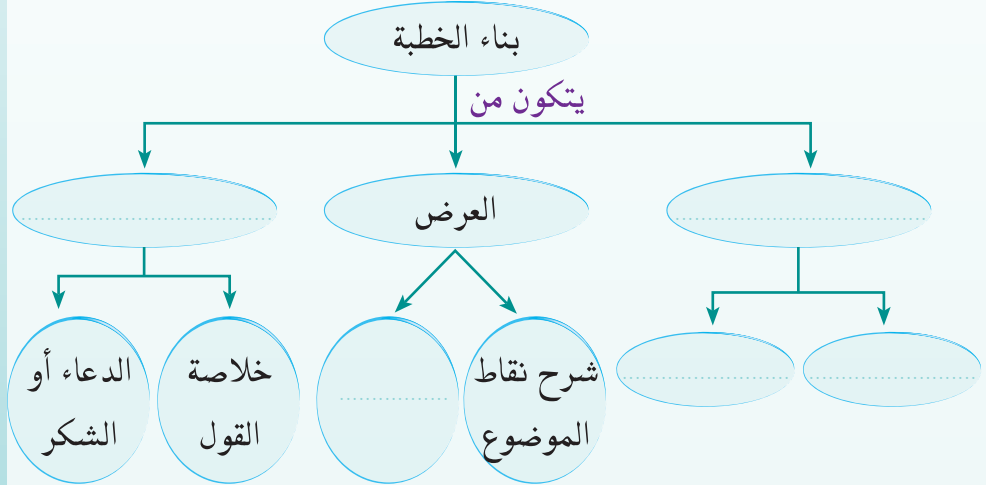 بناء الخطبة
يتكون من
العرض
شرح نقاط
الموضوع
خلاصة
القول
الدعاء أو
الشكر